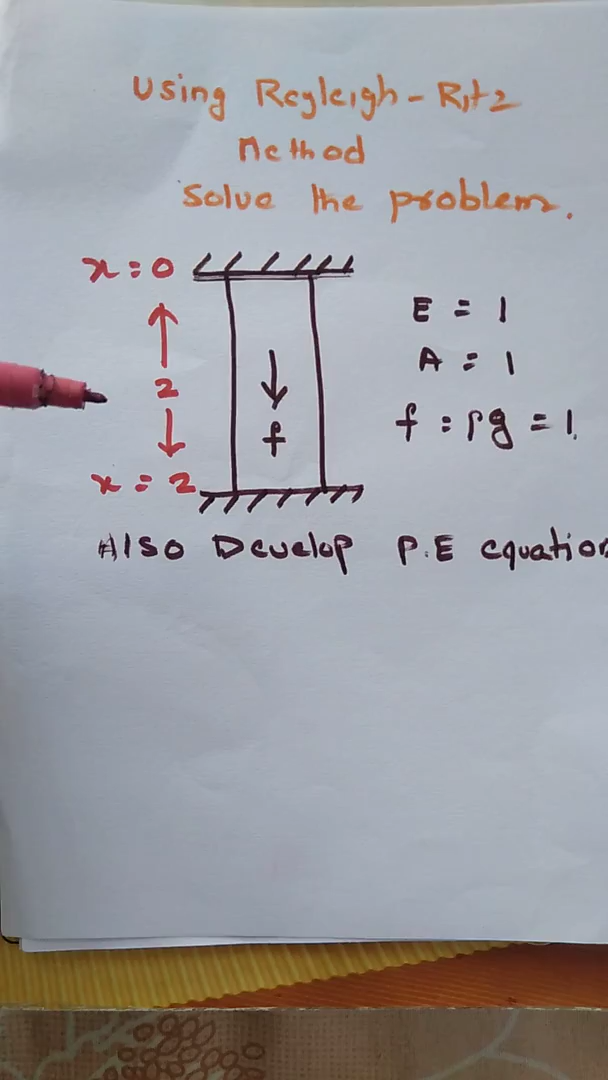 Using Rayleigh - Ritz
Method
Solve the problem.
x = 0
E = 1
A = 1
2
f
f = ρg = 1.
x = 2
Also Develop P.E equation